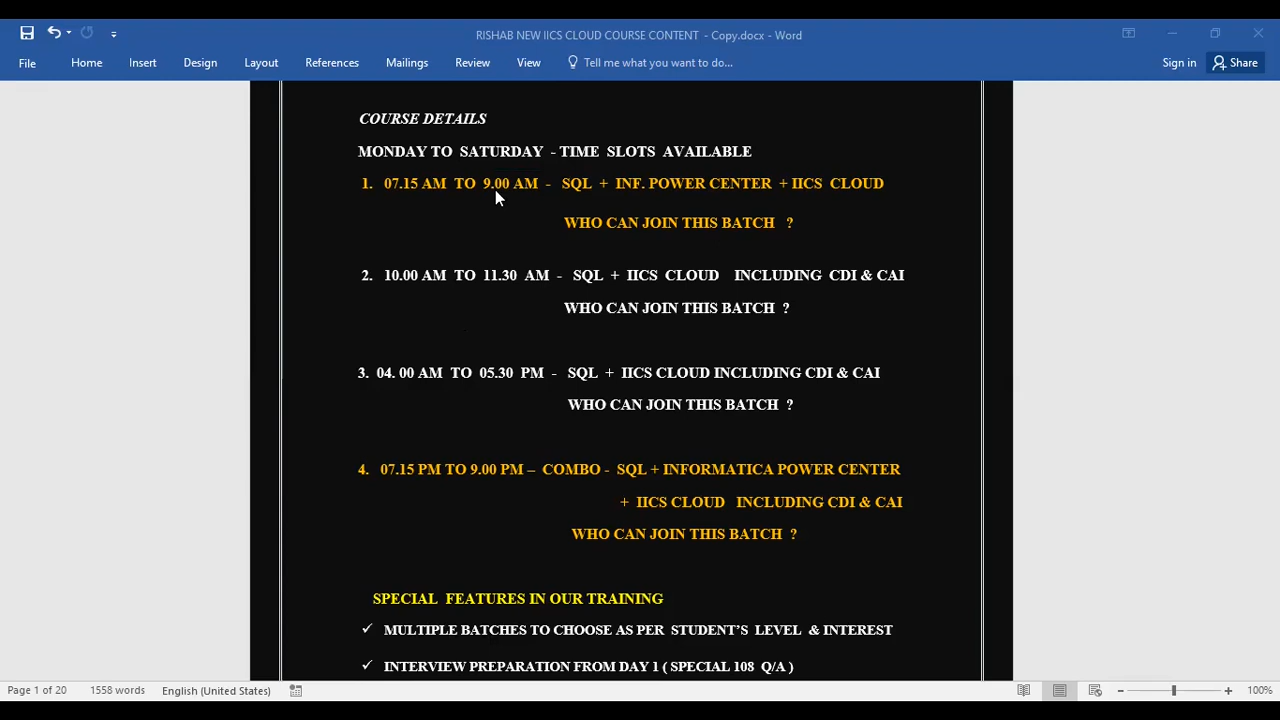 RISHAB NEW IICS CLOUD COURSE CONTENT - Copy.docx - Word
File Home Insert Design Layout References Mailings Review View Tell me what you want to do... Sign in Share
COURSE DETAILS
MONDAY TO SATURDAY - TIME SLOTS AVAILABLE
1. 07.15 AM TO 9.00 AM - SQL + INF. POWER CENTER + IICS CLOUD
WHO CAN JOIN THIS BATCH ?
2. 10.00 AM TO 11.30 AM - SQL + IICS CLOUD INCLUDING CDI & CAI
WHO CAN JOIN THIS BATCH ?
3. 04. 00 AM TO 05.30 PM - SQL + IICS CLOUD INCLUDING CDI & CAI
WHO CAN JOIN THIS BATCH ?
4. 07.15 PM TO 9.00 PM – COMBO - SQL + INFORMATICA POWER CENTER
+ IICS CLOUD INCLUDING CDI & CAI
WHO CAN JOIN THIS BATCH ?
SPECIAL FEATURES IN OUR TRAINING
✓ MULTIPLE BATCHES TO CHOOSE AS PER STUDENT’S LEVEL & INTEREST
✓ INTERVIEW PREPARATION FROM DAY 1 ( SPECIAL 108 Q/A )
Page 1 of 20 1558 words English (United States) 100%